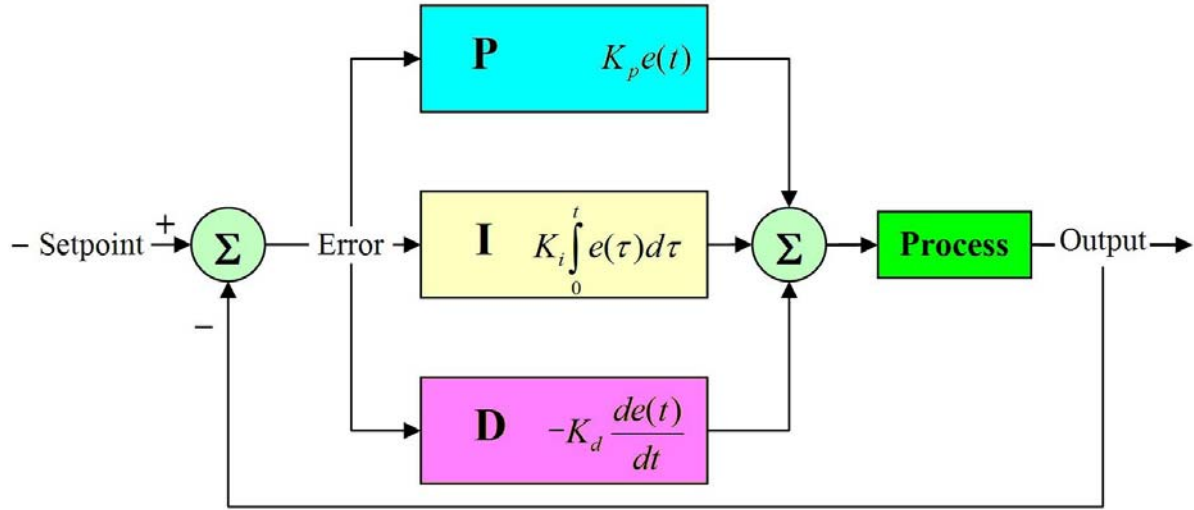 P K_p e(t)
– Setpoint
+
Σ
–
Error
I K_i ∫_0^t e(τ)dτ
Σ
Process
Output
D -K_d de(t)/dt